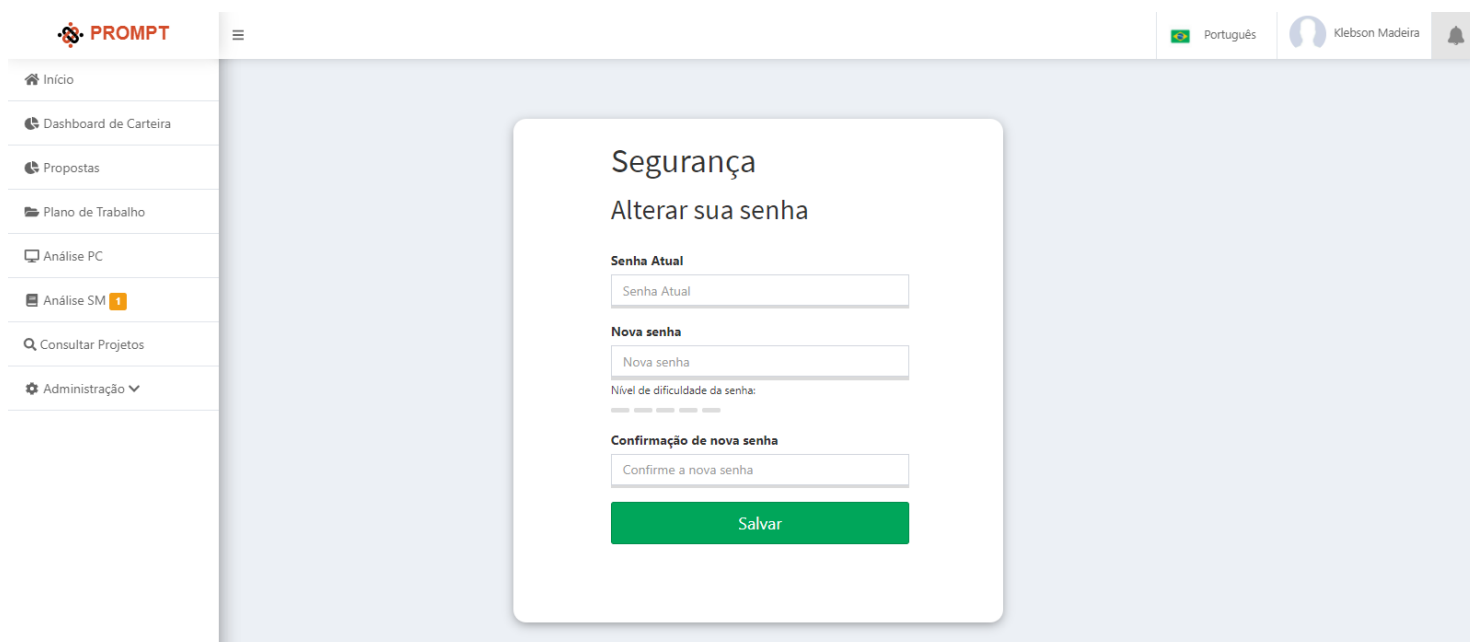 PROMPT
Português
Klebson Madeira
Início
Dashboard de Carteira
Propostas
Plano de Trabalho
Análise PC
Análise SM 1
Consultar Projetos
Administração
Segurança
Alterar sua senha
Senha Atual
Senha Atual
Nova senha
Nova senha
Nível de dificuldade da senha:
Confirmação de nova senha
Confirme a nova senha
Salvar